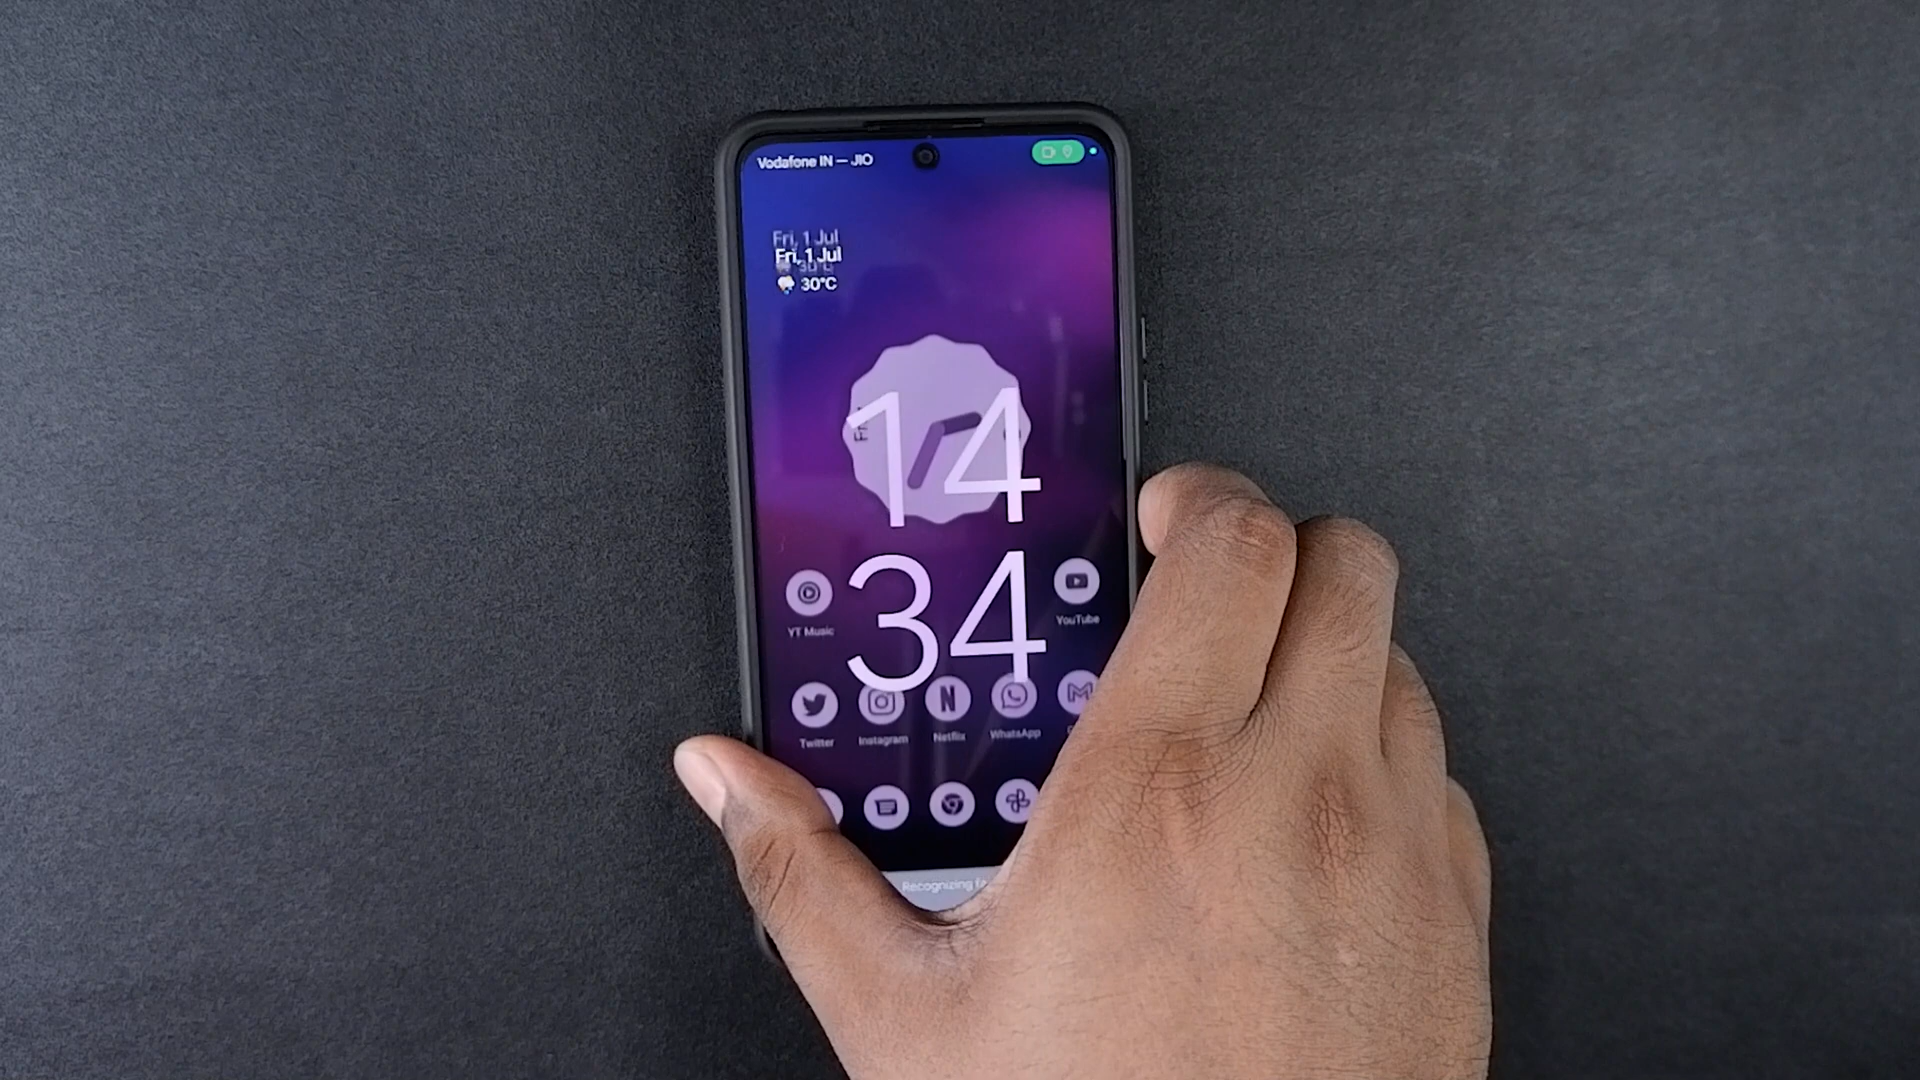 Vodafone IN — JIO
Fri, 1 Jul
Fri, 1 Jul
30°C
30°C
14
34
YT Music
YouTube
Twitter
Instagram
Netflix
WhatsApp
Recognizing